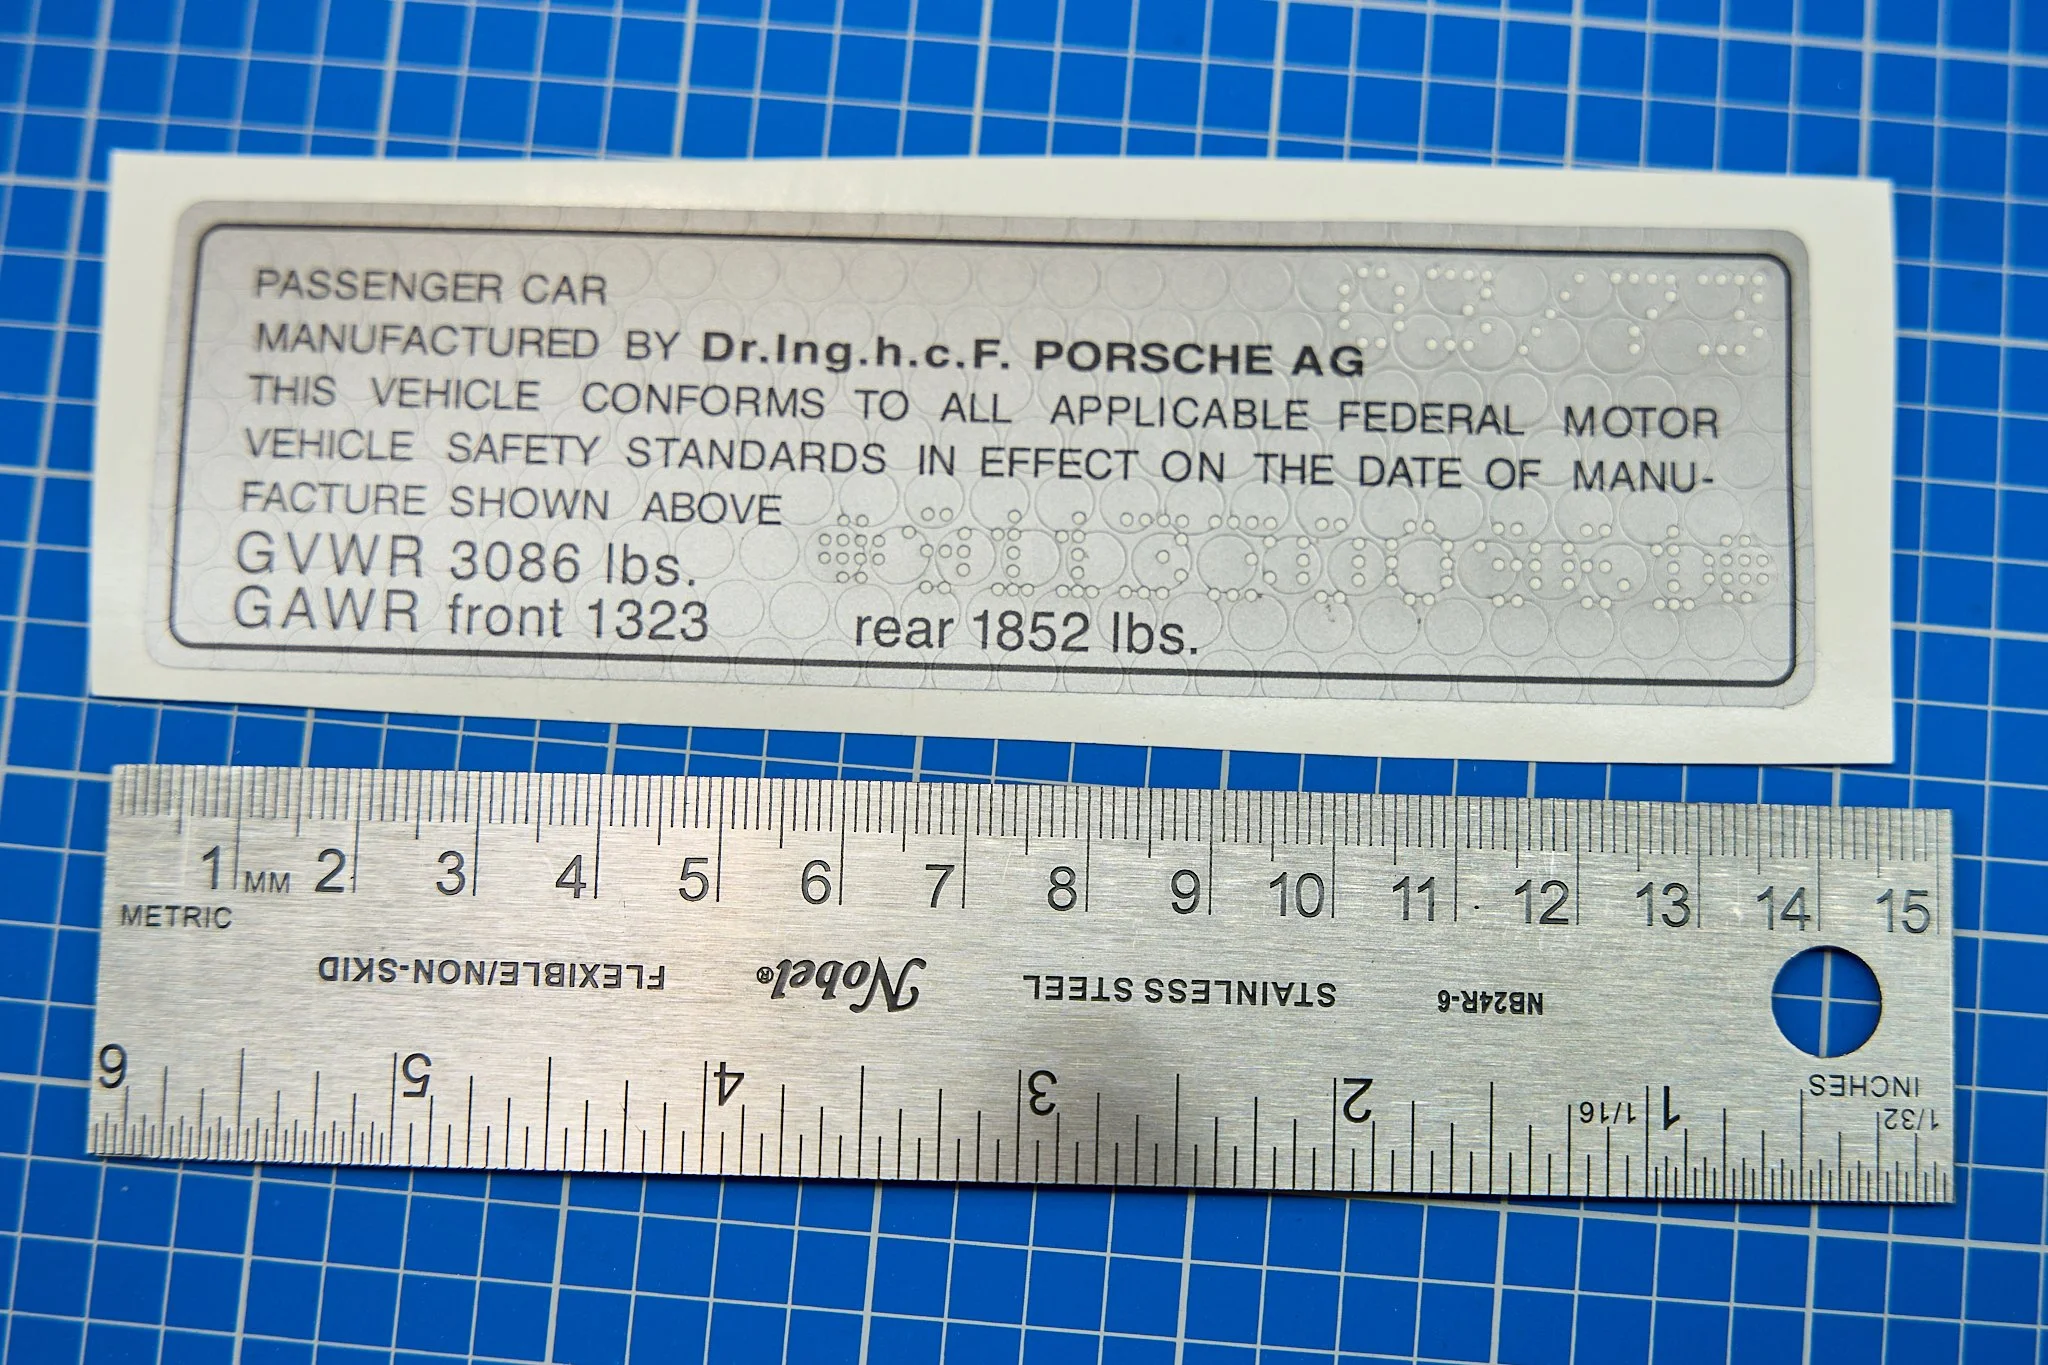 03/73
PASSENGER CAR
MANUFACTURED BY Dr.Ing.h.c.F. PORSCHE AG
THIS VEHICLE CONFORMS TO ALL APPLICABLE FEDERAL MOTOR
VEHICLE SAFETY STANDARDS IN EFFECT ON THE DATE OF MANU-
FACTURE SHOWN ABOVE
GVWR 3086 lbs.
GAWR front 1323 rear 1852 lbs.
1 MM 2 3 4 5 6 7 8 9 10 11 12 13 14 15
METRIC
FLEXIBLE/NON-SKID Nobel® STAINLESS STEEL NB24R-6
6 5 4 3 2 1/16 1 INCHES
1/32